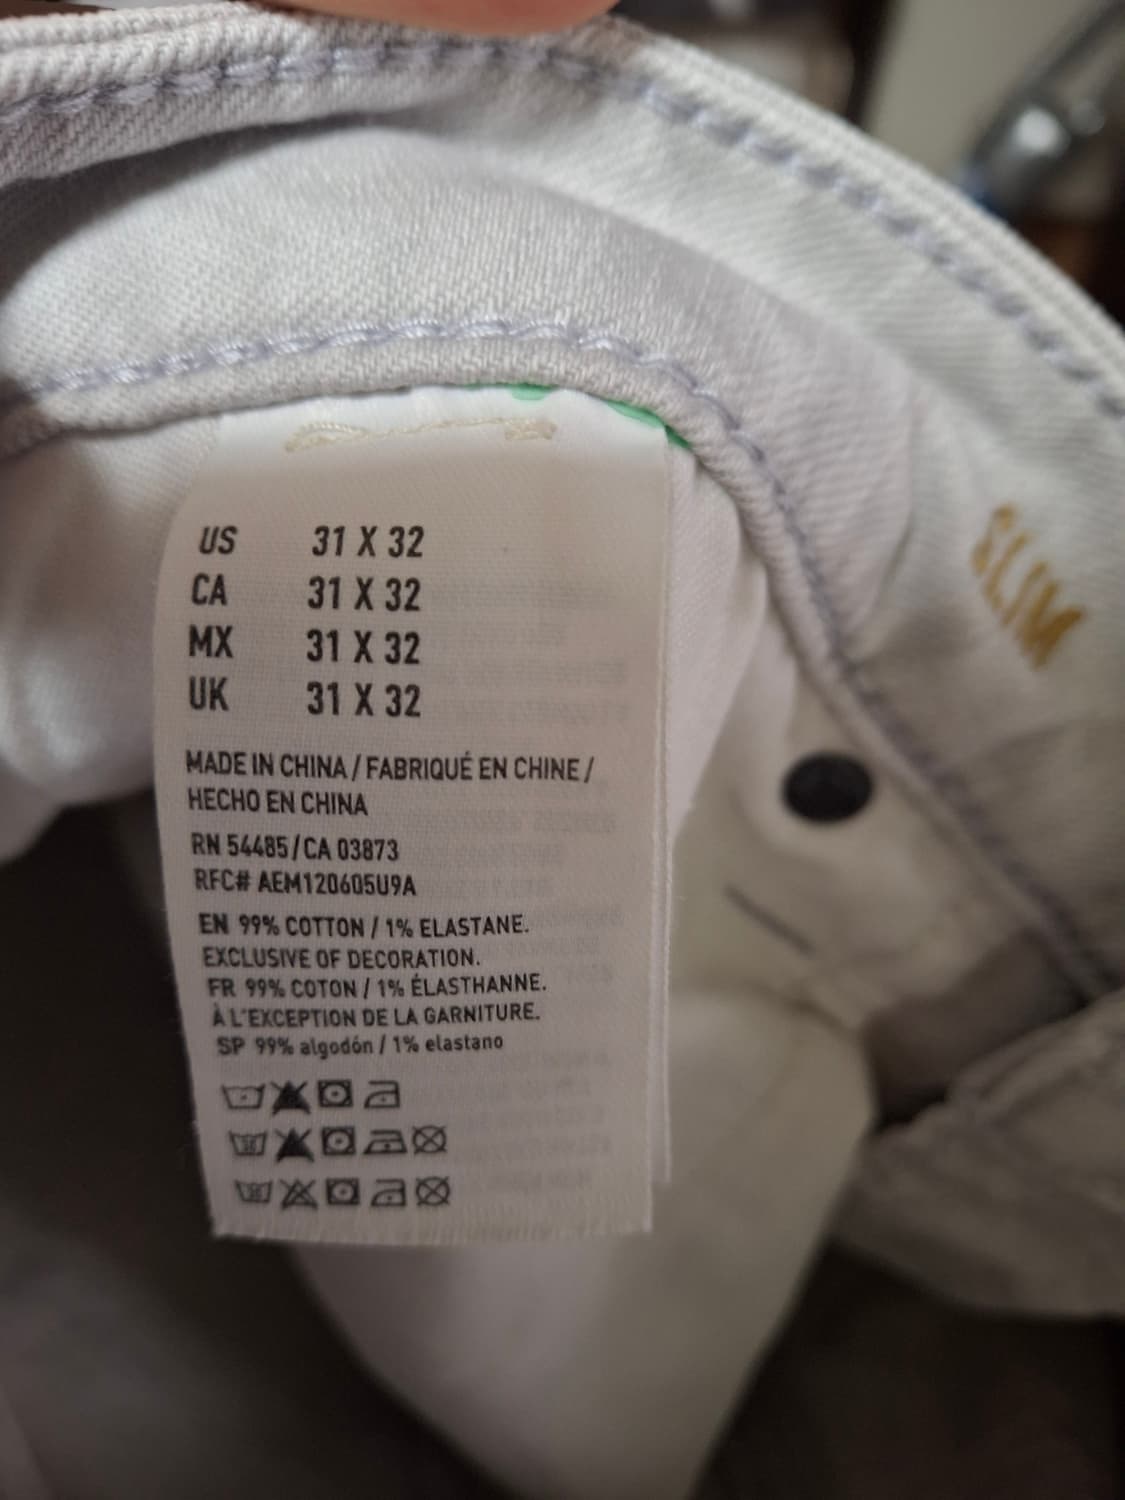 US 31 X 32
CA 31 X 32
MX 31 X 32
UK 31 X 32
MADE IN CHINA / FABRIQUÉ EN CHINE /
HECHO EN CHINA
RN 54485 / CA 03873
RFC# AEM120605U9A
EN 99% COTTON / 1% ELASTANE.
EXCLUSIVE OF DECORATION.
FR 99% COTON / 1% ÉLASTHANNE.
À L'EXCEPTION DE LA GARNITURE.
SP 99% algodón / 1% elastano
SLIM